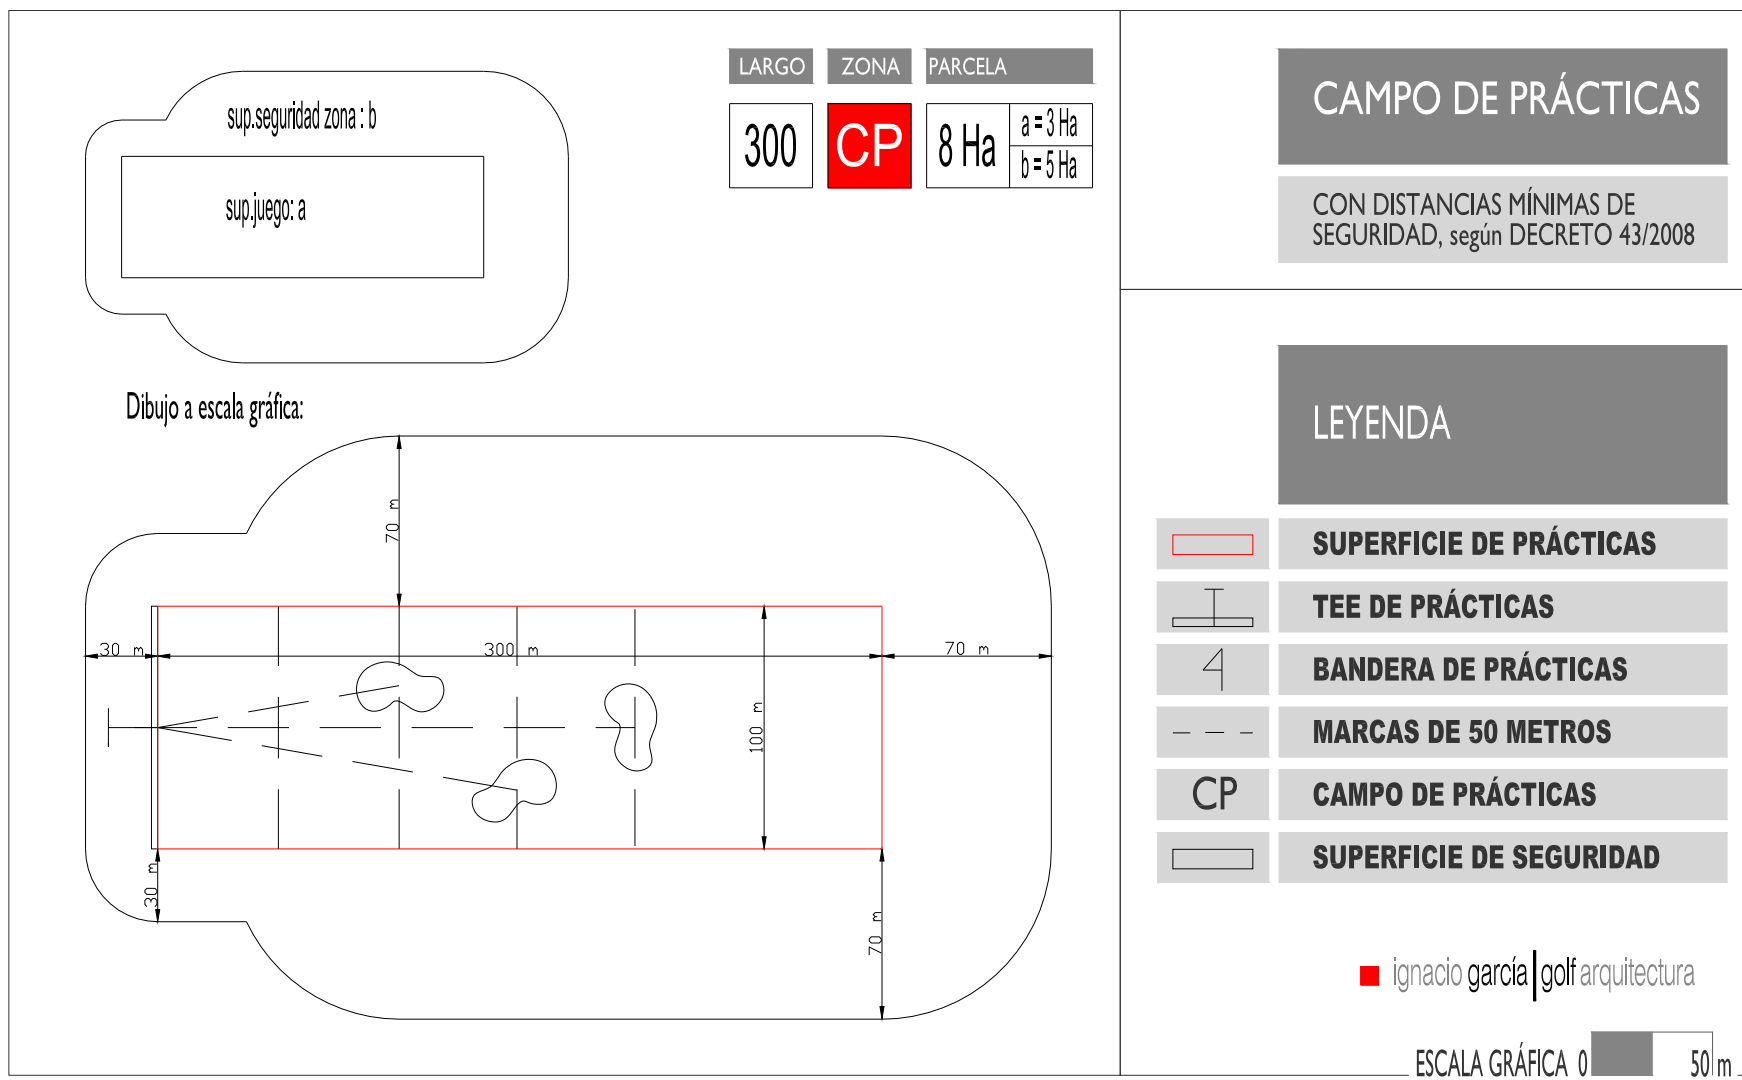 LARGO ZONA PARCELA
300 CP 8 Ha a = 3 Ha
b = 5 Ha
sup.seguridad zona : b
sup.juego: a
Dibujo a escala gráfica:
70 m
30 m 300 m 70 m
100 m
30 m
70 m
CAMPO DE PRÁCTICAS
CON DISTANCIAS MÍNIMAS DE
SEGURIDAD, según DECRETO 43/2008
LEYENDA
SUPERFICIE DE PRÁCTICAS
TEE DE PRÁCTICAS
BANDERA DE PRÁCTICAS
MARCAS DE 50 METROS
CP CAMPO DE PRÁCTICAS
SUPERFICIE DE SEGURIDAD
ignacio garcía golf arquitectura
ESCALA GRÁFICA 0 50 m